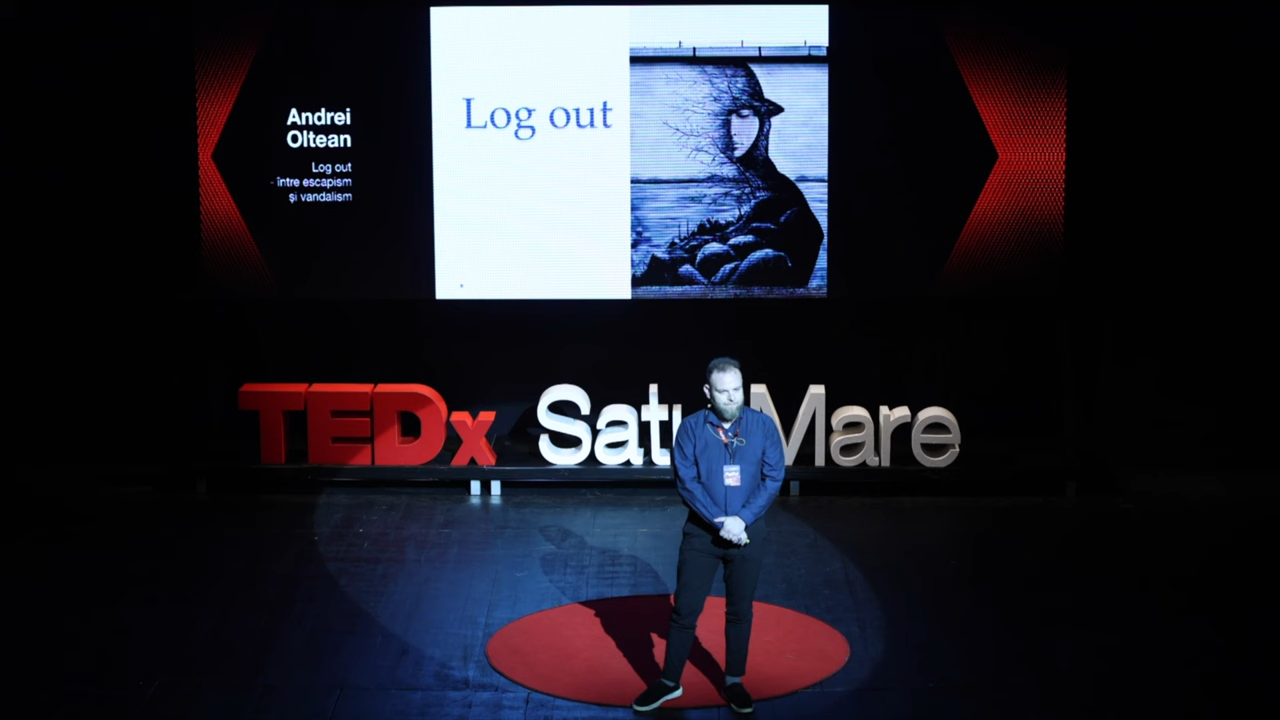 Andrei
Oltean
Log out
- între escapism
și vandalism
Log out
TEDx Satu Mare